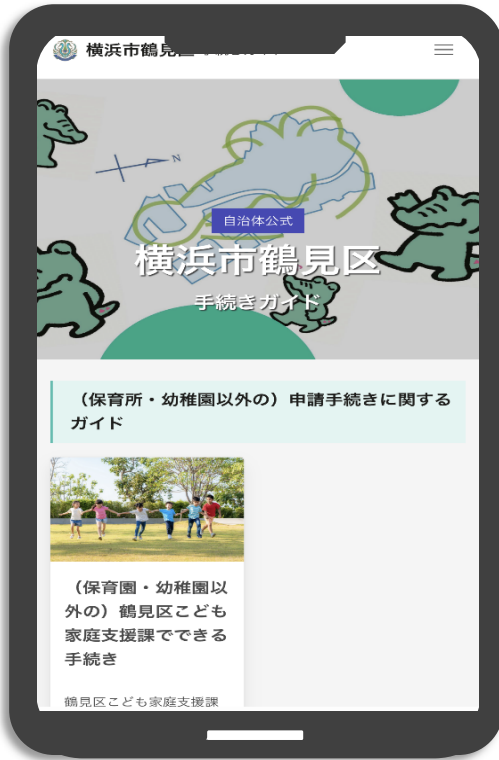 横浜市鶴見区
N
自治体公式
横浜市鶴見区
手続きガイド
（保育所・幼稚園以外の）申請手続きに関する
ガイド
（保育園・幼稚園以
外の）鶴見区こども
家庭支援課でできる
手続き
鶴見区こども家庭支援課